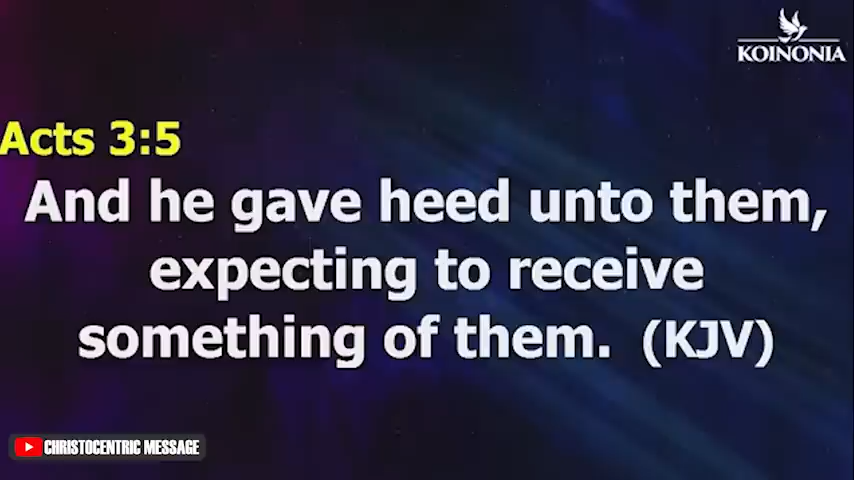 KOINONIA
Acts 3:5
And he gave heed unto them,
expecting to receive
something of them. (KJV)
CHRISTOCENTRIC MESSAGE